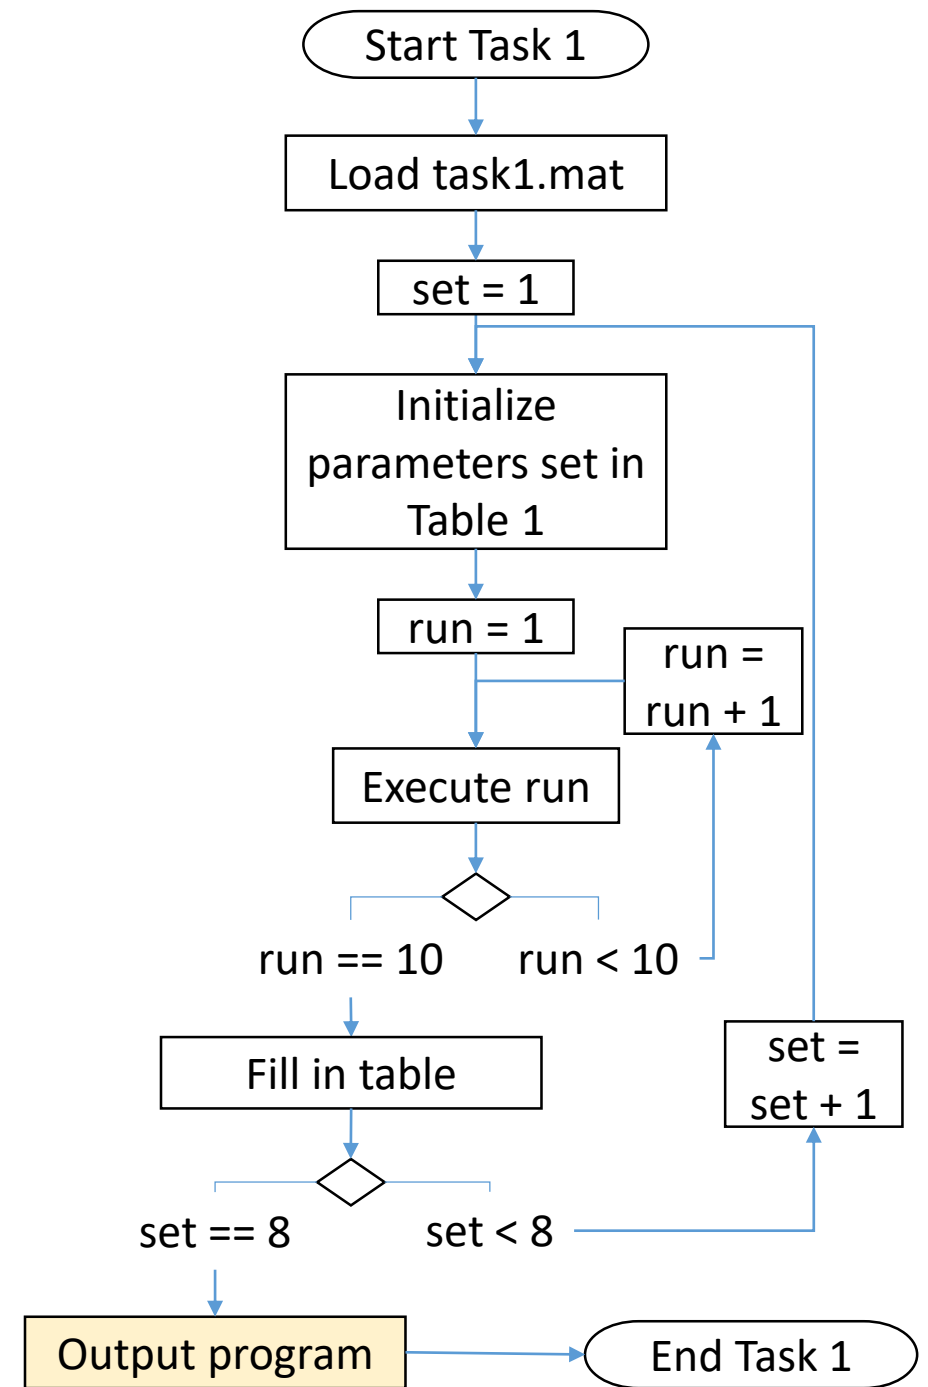 Start Task 1
Load task1.mat
set = 1
Initialize
parameters set in
Table 1
run = 1
run =
run + 1
Execute run
run == 10
run < 10
Fill in table
set =
set + 1
set == 8
set < 8
Output program
End Task 1